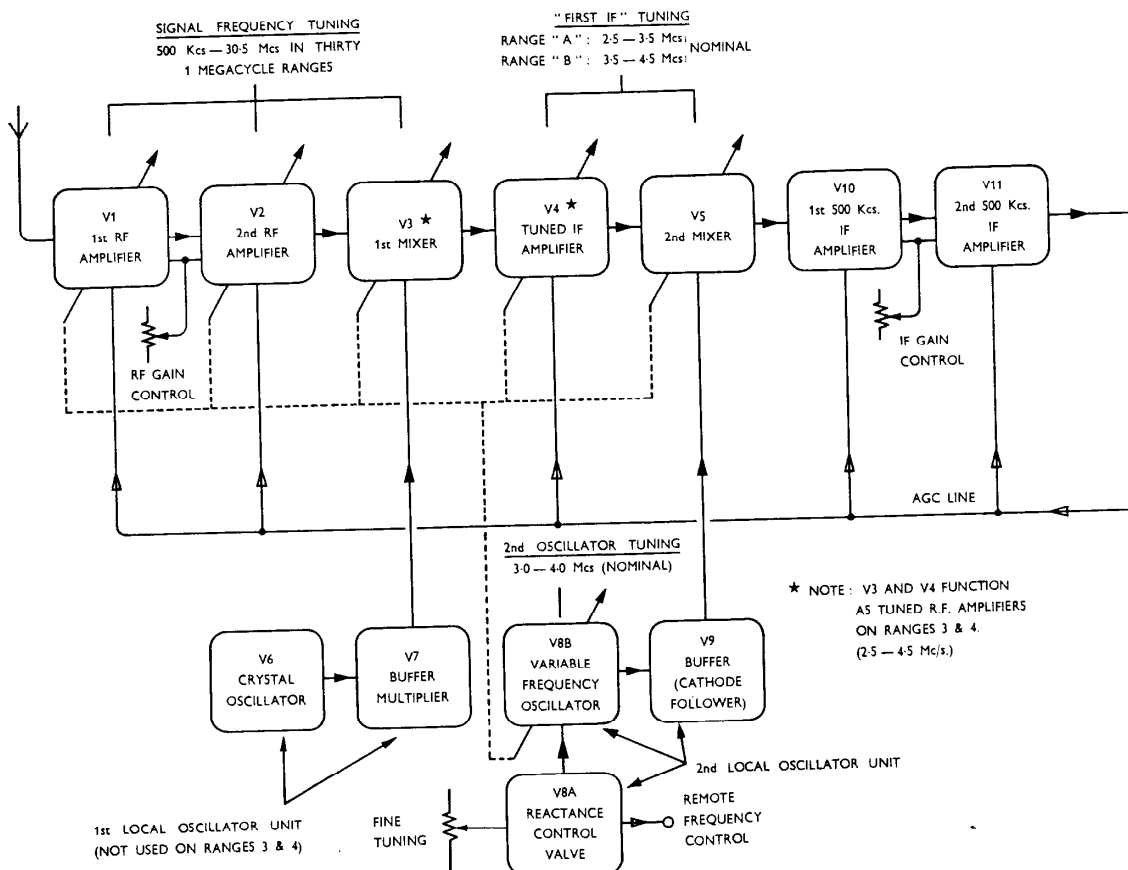 SIGNAL FREQUENCY TUNING
500 Kcs — 30·5 Mcs IN THIRTY
1 MEGACYCLE RANGES
"FIRST IF" TUNING
RANGE "A" : 2·5 — 3·5 Mcs
RANGE "B" : 3·5 — 4·5 Mcs
NOMINAL
V1
1st RF
AMPLIFIER
V2
2nd RF
AMPLIFIER
V3 ★
1st MIXER
V4 ★
TUNED IF
AMPLIFIER
V5
2nd MIXER
V10
1st 500 Kcs.
IF
AMPLIFIER
V11
2nd 500 Kcs.
IF
AMPLIFIER
RF GAIN
CONTROL
IF GAIN
CONTROL
AGC LINE
2nd OSCILLATOR TUNING
3·0 — 4·0 Mcs (NOMINAL)
★ NOTE : V3 AND V4 FUNCTION
AS TUNED R.F. AMPLIFIERS
ON RANGES 3 & 4.
(2·5 — 4·5 Mc/s.)
V6
CRYSTAL
OSCILLATOR
V7
BUFFER
MULTIPLIER
V8B
VARIABLE
FREQUENCY
OSCILLATOR
V9
BUFFER
(CATHODE
FOLLOWER)
2nd LOCAL OSCILLATOR UNIT
1st LOCAL OSCILLATOR UNIT
(NOT USED ON RANGES 3 & 4)
FINE
TUNING
V8A
REACTANCE
CONTROL
VALVE
REMOTE
FREQUENCY
CONTROL